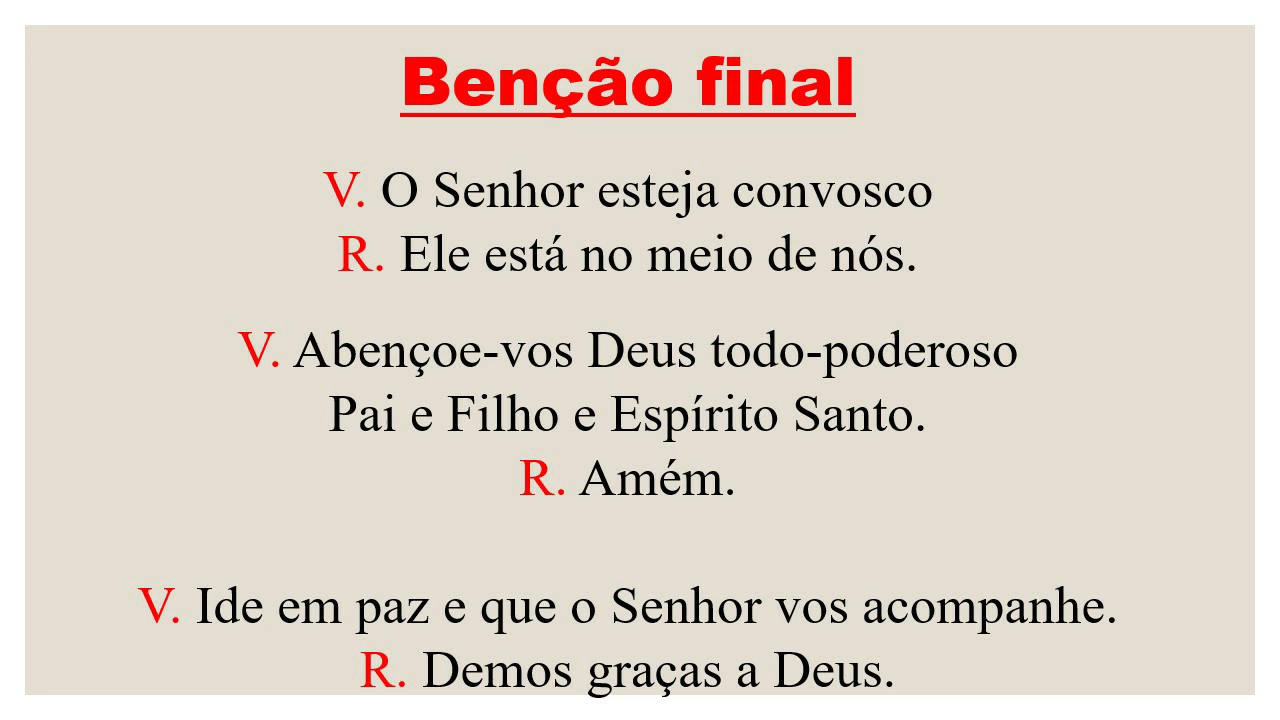 Benção final
V. O Senhor esteja convosco
R. Ele está no meio de nós.
V. Abençoe-vos Deus todo-poderoso
Pai e Filho e Espírito Santo.
R. Amém.
V. Ide em paz e que o Senhor vos acompanhe.
R. Demos graças a Deus.